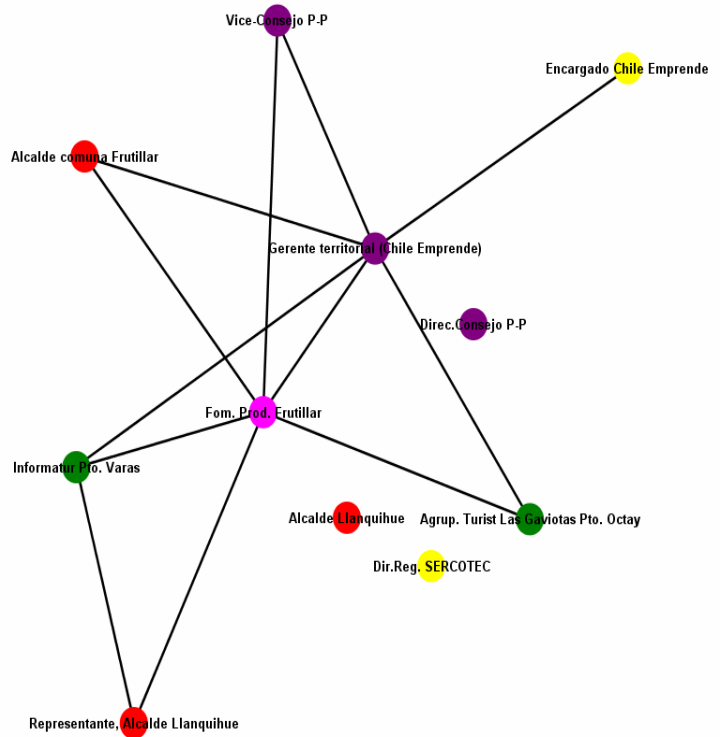 Vice-Consejo P-P
Encargado Chile Emprende
Alcalde comuna Frutillar
Gerente territorial (Chile Emprende)
Direc.Consejo P-P
Fom. Prod. Frutillar
Informatur Pto. Varas
Alcalde Llanquihue
Agrup. Turist Las Gaviotas Pto. Octay
Dir.Reg. SERCOTEC
Representante, Alcalde Llanquihue